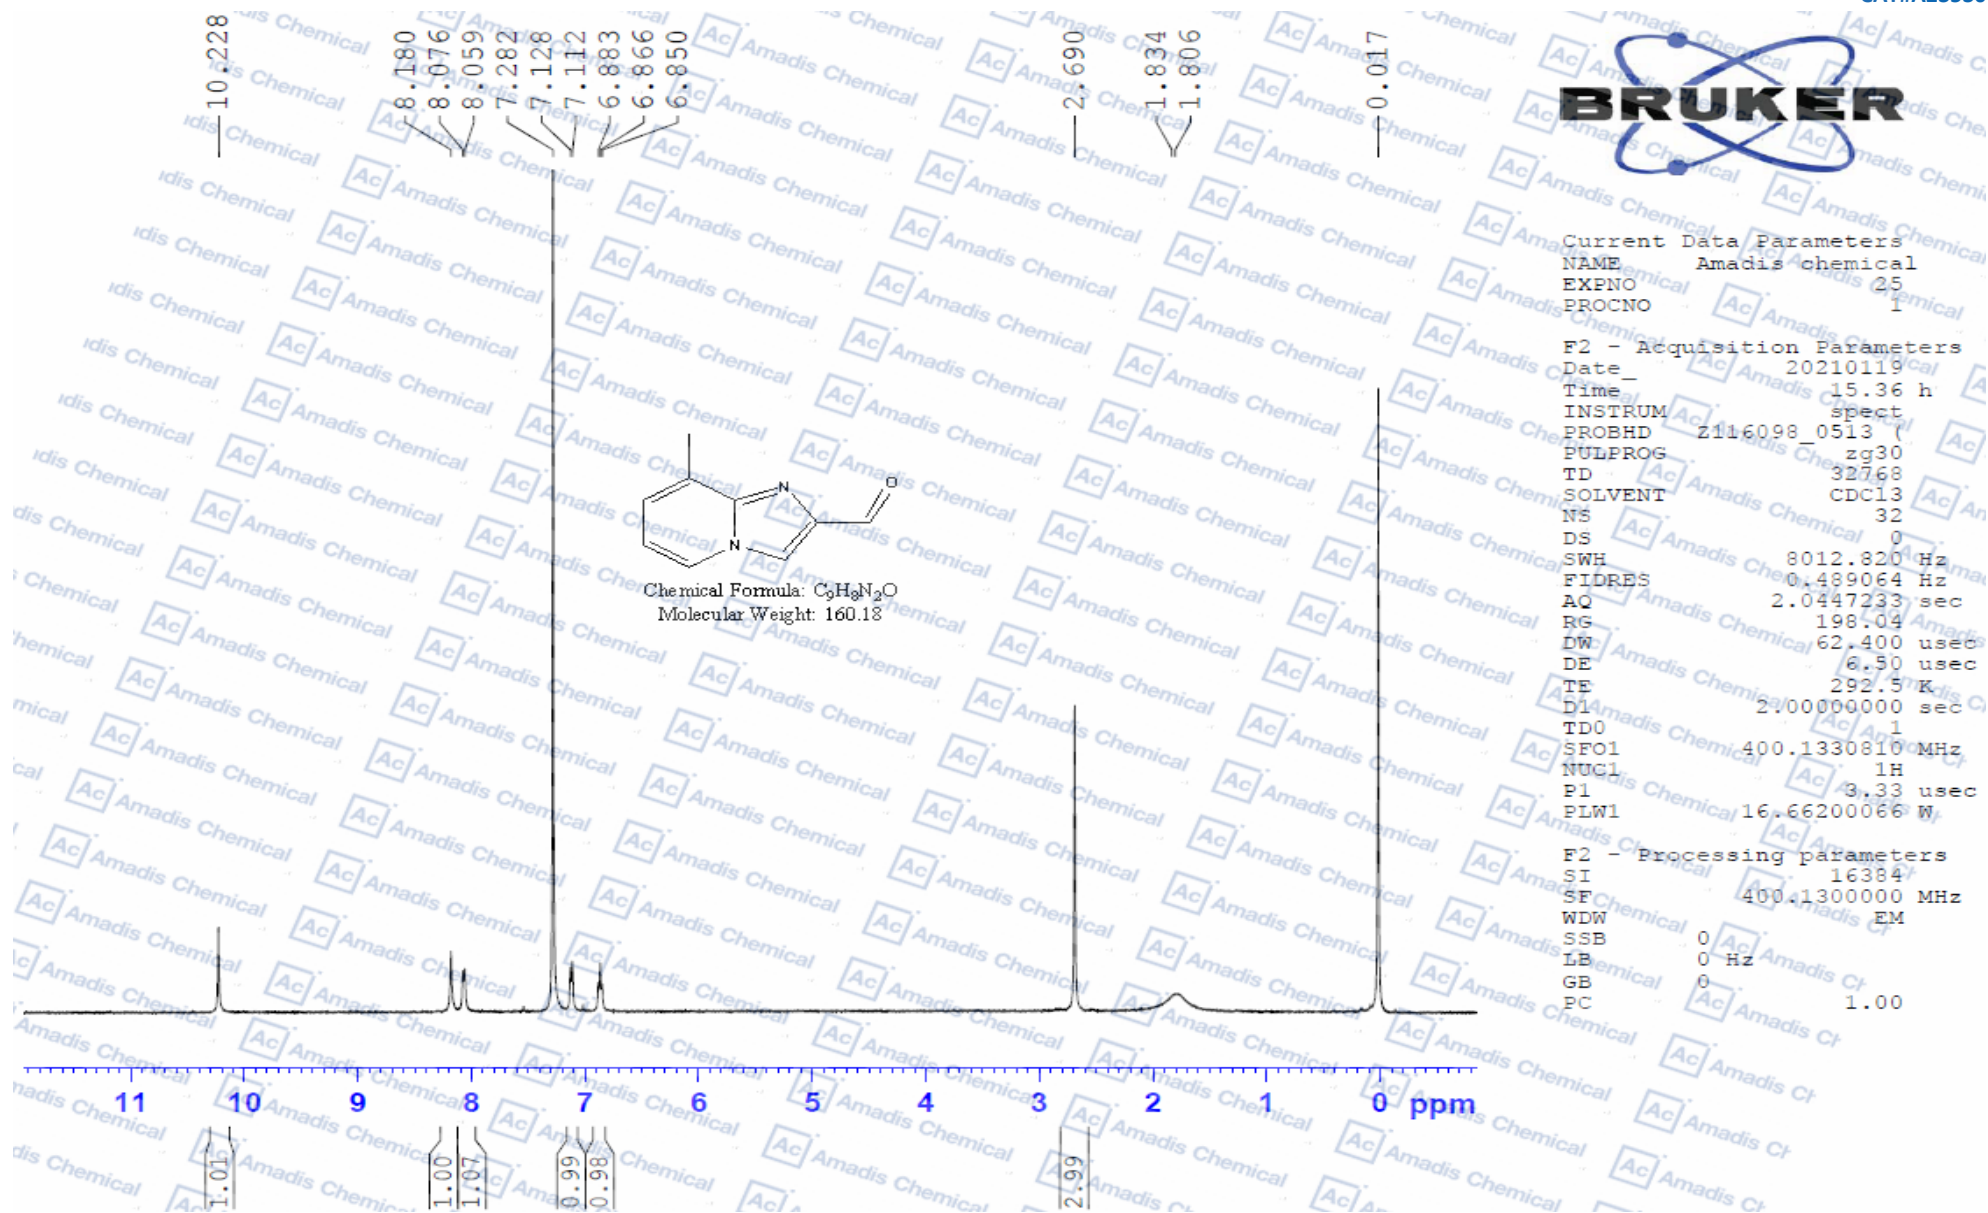 10.228
8.180
8.076
8.059
7.282
7.128
7.112
6.883
6.866
6.850
2.690
1.834
1.806
0.017
BRUKER
Current Data Parameters
NAME Amadis chemical
EXPNO 25
PROCNO 1
F2 - Acquisition Parameters
Date_ 20210119
Time 15.36 h
INSTRUM spect
PROBHD Z116098_0513 (
PULPROG zg30
TD 32768
SOLVENT CDCl3
NS 32
DS 0
SWH 8012.820 Hz
FIDRES 0.489064 Hz
AQ 2.0447233 sec
RG 198.04
DW 62.400 usec
DE 6.50 usec
TE 292.5 K
D1 2.00000000 sec
TD0 1
SFO1 400.1330810 MHz
NUC1 1H
P1 3.33 usec
PLW1 16.66200066 W
F2 - Processing parameters
SI 16384
SF 400.1300000 MHz
WDW EM
SSB 0
LB 0 Hz
GB 0
PC 1.00
N
O
N
Chemical Formula: C₉H₈N₂O
Molecular Weight: 160.18
11 10 9 8 7 6 5 4 3 2 1 0 ppm
1.01
1.00
1.07
0.99
0.98
2.99
Ac Amadis Chemical